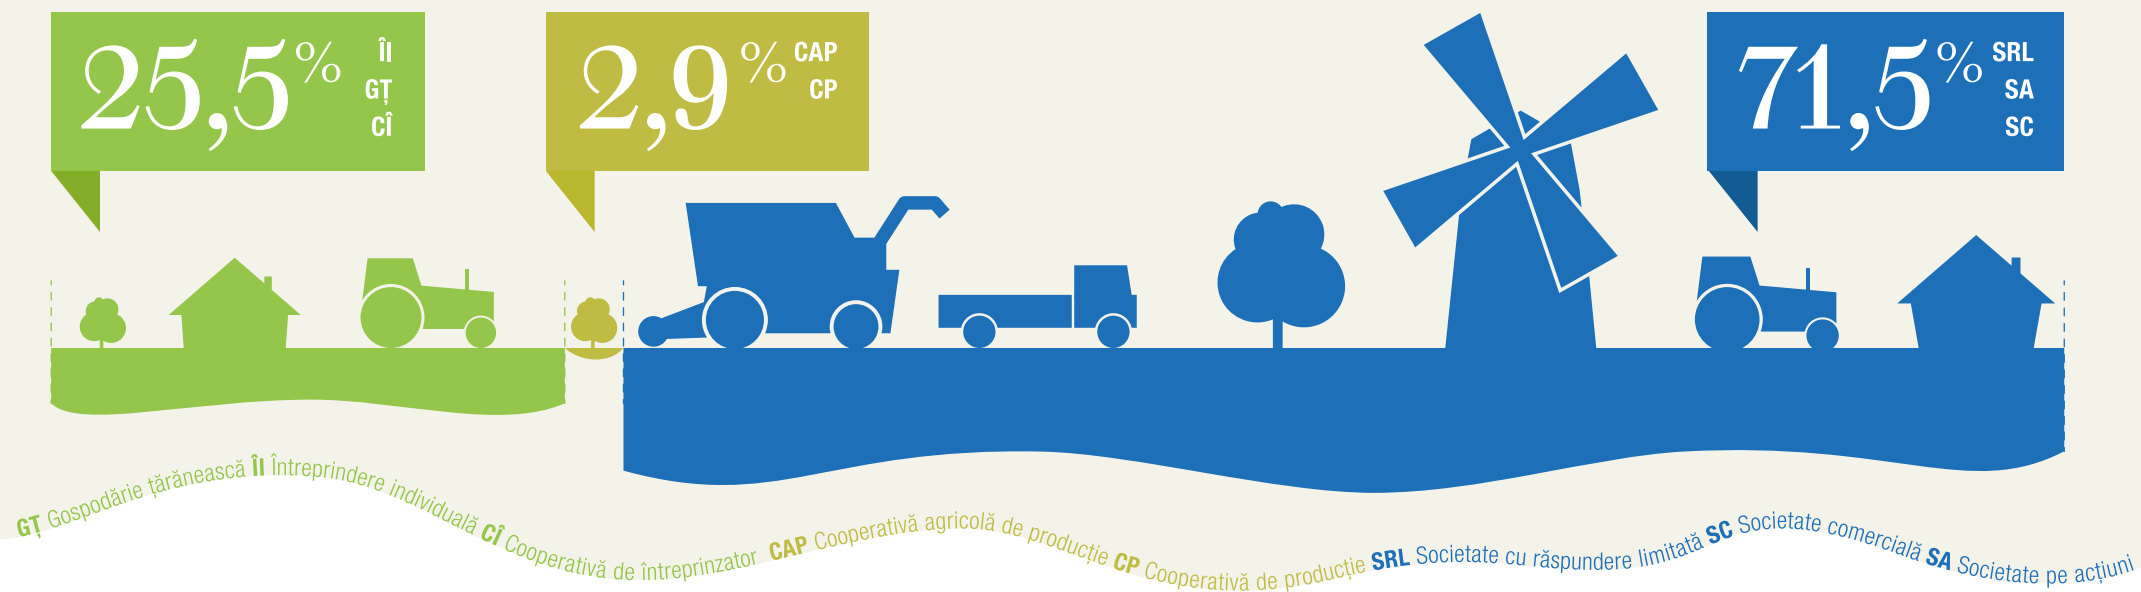 25,5% ÎI
GȚ
CÎ
2,9% CAP
CP
71,5% SRL
SA
SC
GȚ Gospodărie țărănească ÎI Întreprindere individuală CÎ Cooperativă de întreprinzator CAP Cooperativă agricolă de producție CP Cooperativă de producție SRL Societate cu răspundere limitată SC Societate comercială SA Societate pe acțiuni